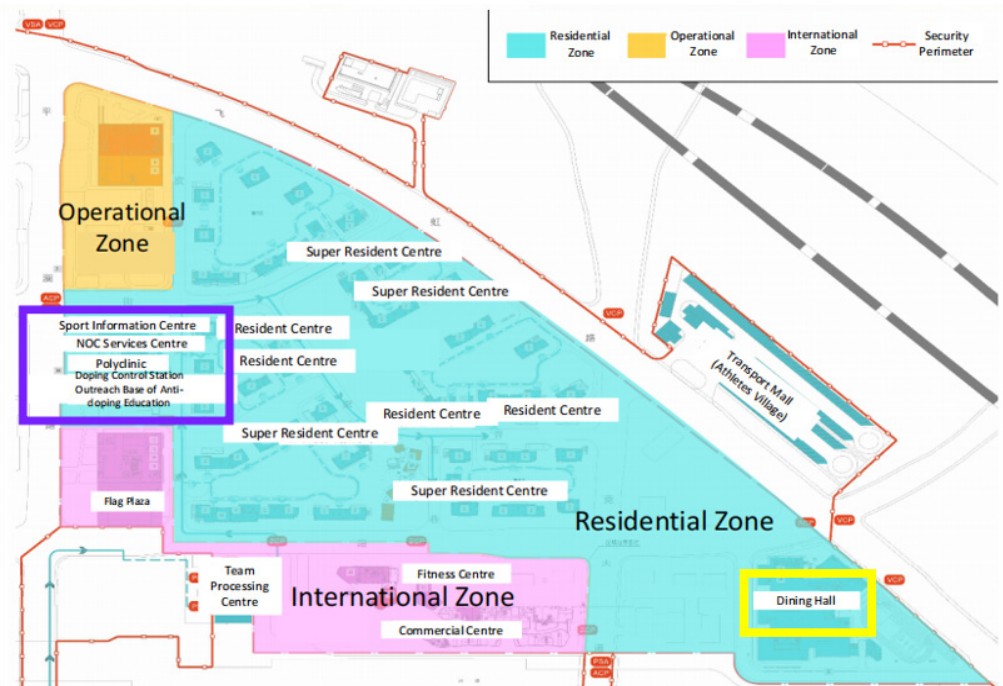 VSA VCP
Residential
Zone
Operational
Zone
International
Zone
Security
Perimeter
Operational
Zone
Super Resident Centre
Super Resident Centre
ACP
VCP
Sport Information Centre
NOC Services Centre
Polyclinic
Doping Control Station
Outreach Base of Anti-
doping Education
Resident Centre
Resident Centre
Transport Mall
(Athletes Village)
Resident Centre
Resident Centre
Super Resident Centre
Super Resident Centre
Flag Plaza
Residential Zone
VCP
Team
Processing
Centre
Fitness Centre
International Zone
Commercial Centre
VCP
Dining Hall
PSA
ACP